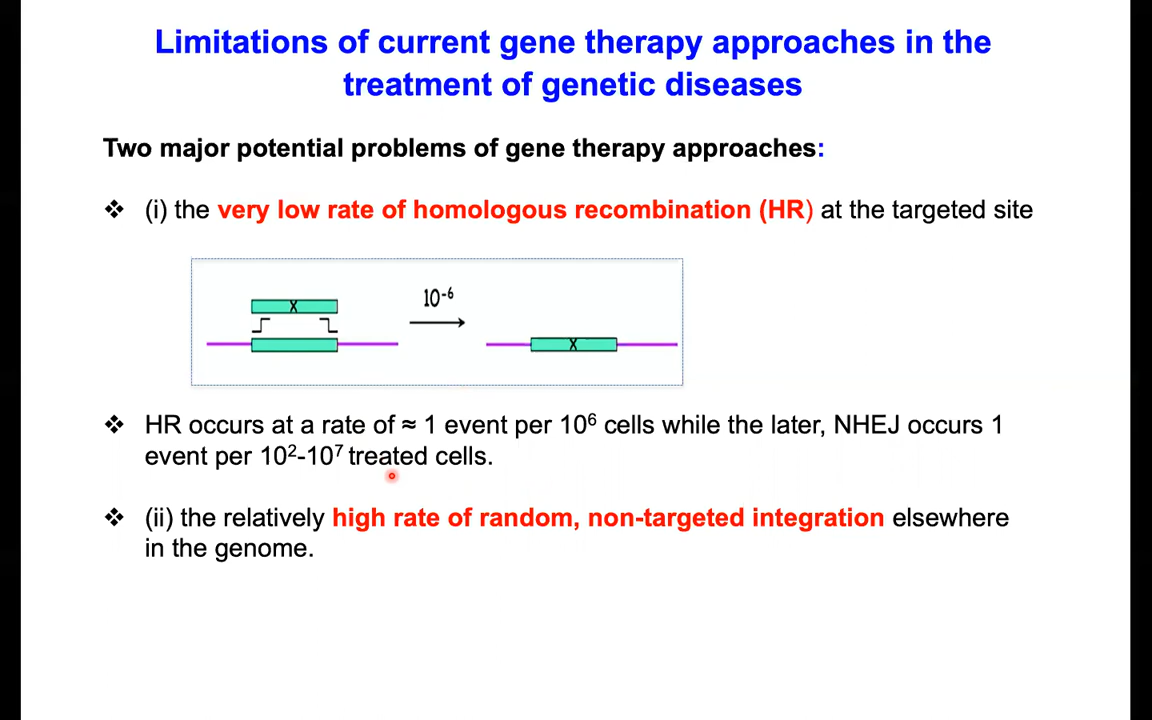 Limitations of current gene therapy approaches in the
treatment of genetic diseases
Two major potential problems of gene therapy approaches:
❖ (i) the very low rate of homologous recombination (HR) at the targeted site
10⁻⁶
X
X
❖ HR occurs at a rate of ≈ 1 event per 10⁶ cells while the later, NHEJ occurs 1
event per 10²-10⁷ treated cells.
❖ (ii) the relatively high rate of random, non-targeted integration elsewhere
in the genome.